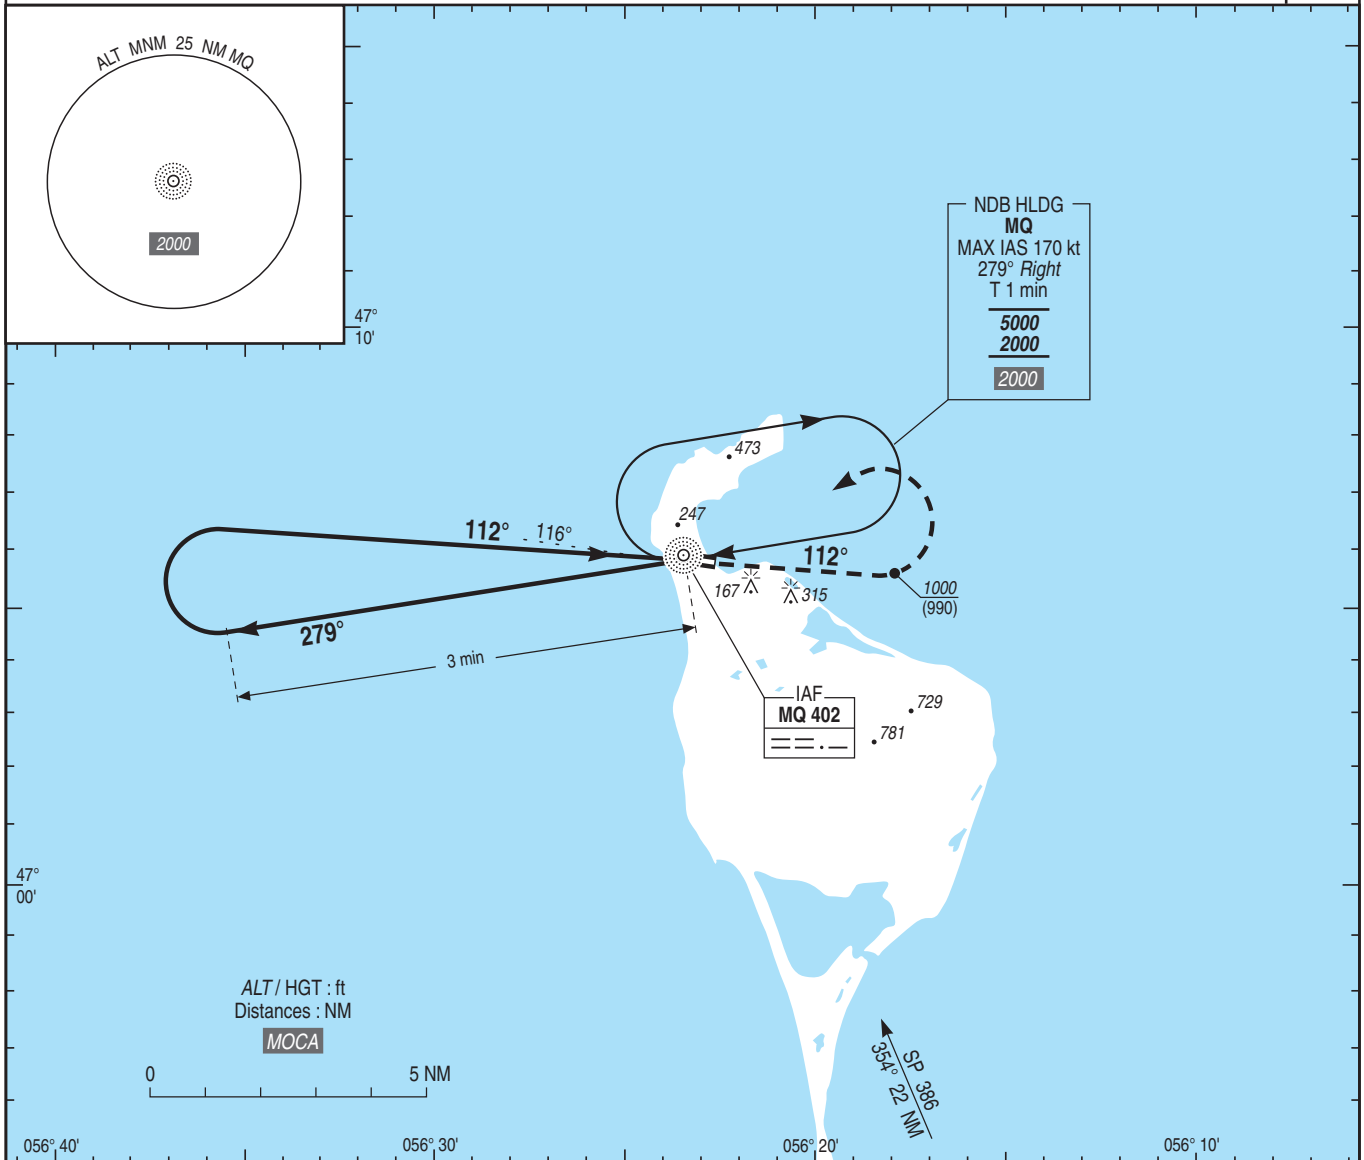 ALT MNM 25 NM MQ
2000
47°
10'
NDB HLDG
MQ
MAX IAS 170 kt
279° Right
T 1 min
5000
2000
2000
473
247
112°
116°
112°
167
315
1000
(990)
279°
3 min
IAF
MQ 402
729
781
47°
00'
ALT / HGT : ft
Distances : NM
MOCA
0
5 NM
SP 386
354° 22 NM
056° 40'
056° 30'
056° 20'
056° 10'